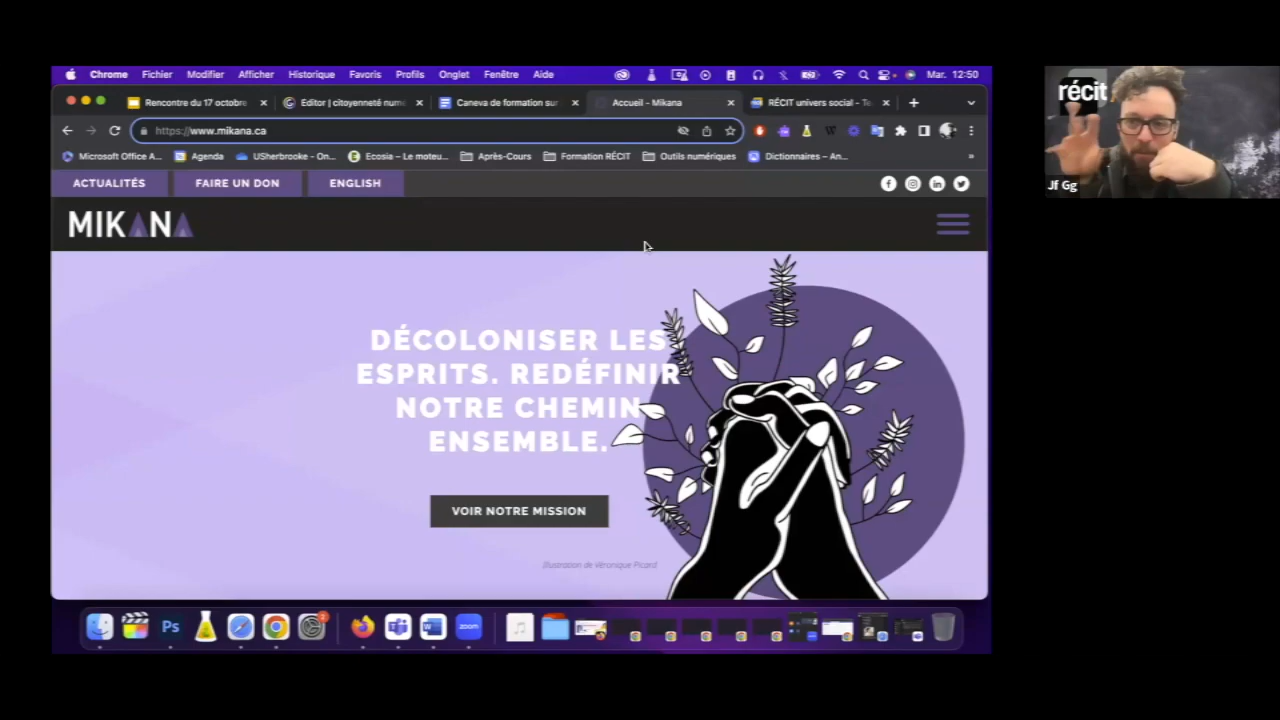 Chrome Fichier Modifier Afficher Historique Favoris Profils Onglet Fenêtre Aide Mar. 12:50
Rencontre du 17 octobre Editor | citoyenneté num Caneva de formation sur Accueil - Mikana RÉCIT univers social - Te
https://www.mikana.ca
Microsoft Office A... Agenda USherbrooke - On... Ecosia – Le moteu... Après-Cours Formation RÉCIT Outils numériques Dictionnaires – An... »
ACTUALITÉS FAIRE UN DON ENGLISH
MIKANA
DÉCOLONISER LES
ESPRITS. REDÉFINIR
NOTRE CHEMIN
ENSEMBLE.
VOIR NOTRE MISSION
Illustration de Véronique Picard
Ps zoom
récit
Jf Gg